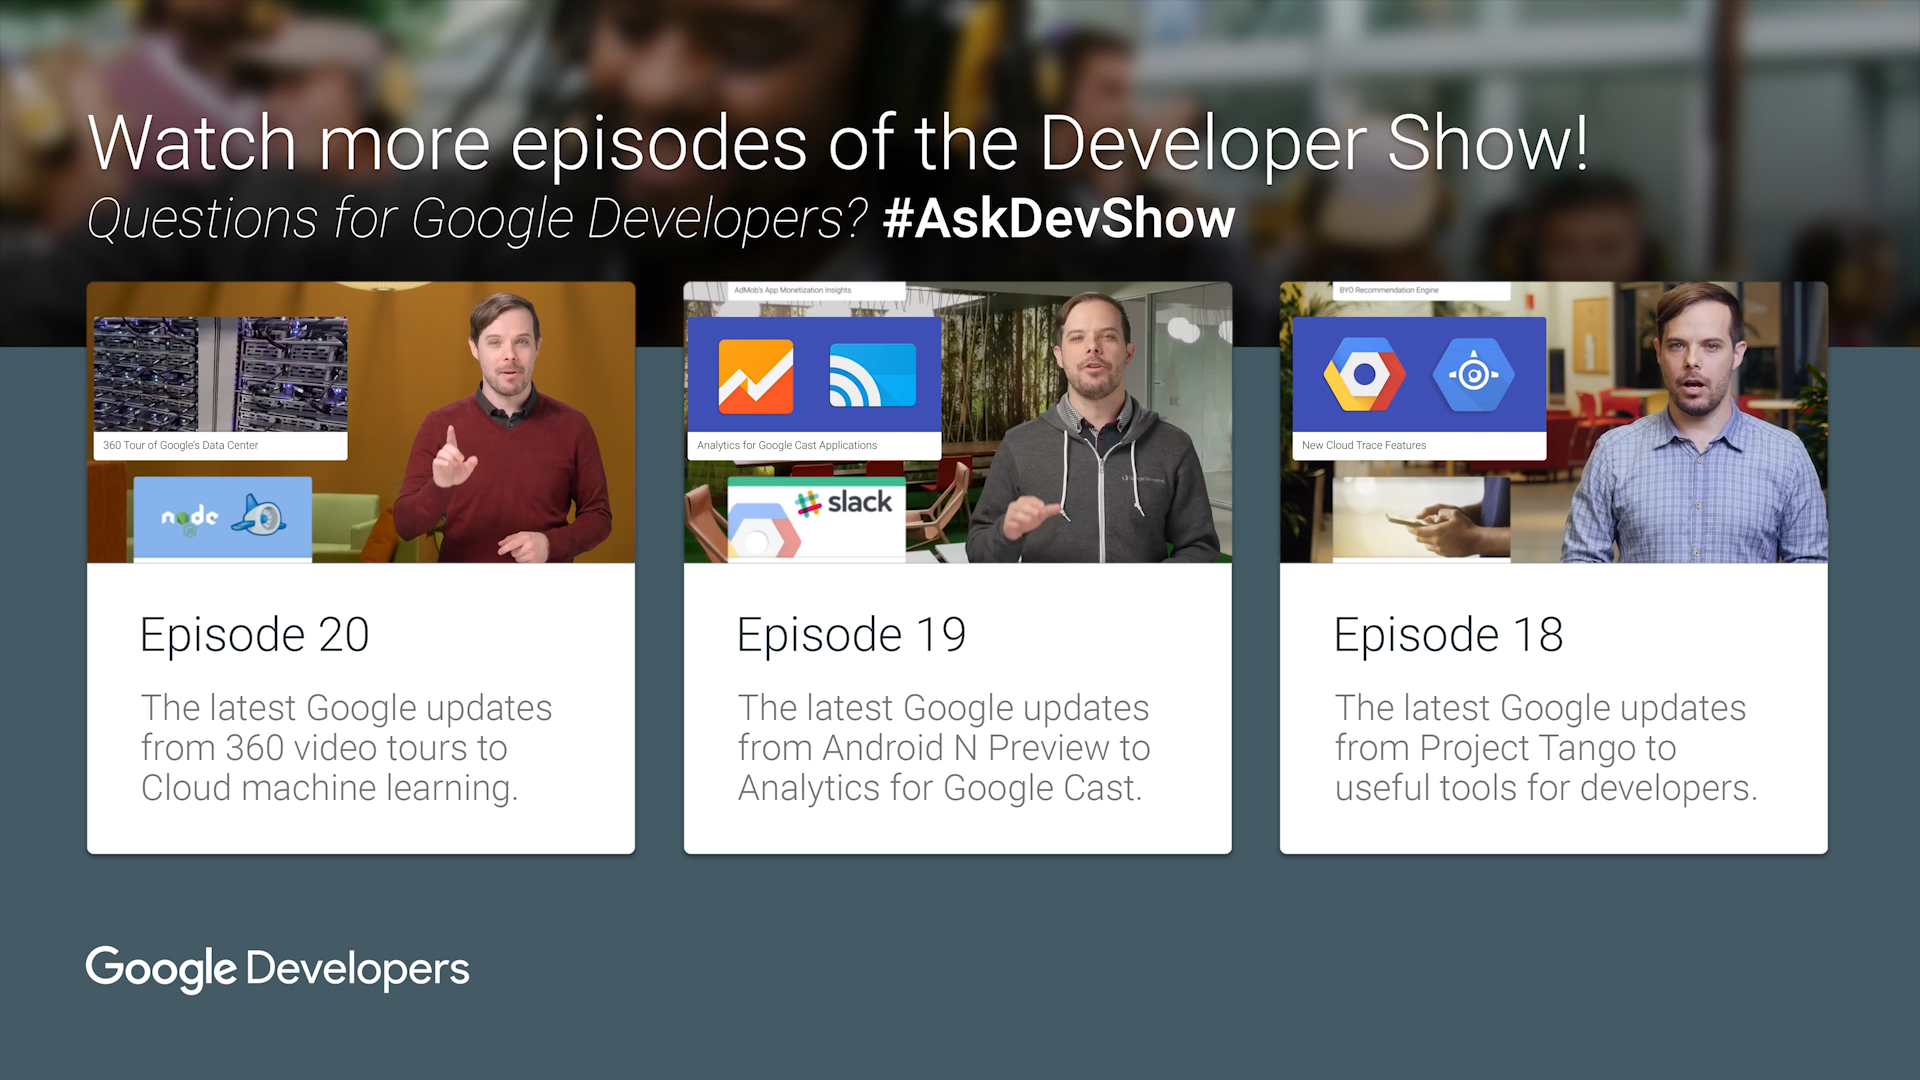 Watch more episodes of the Developer Show!
Questions for Google Developers? #AskDevShow
360 Tour of Google's Data Center
node
JS
Episode 20
The latest Google updates
from 360 video tours to
Cloud machine learning.
AdMob's App Monetization Insights
Analytics for Google Cast Applications
slack
Episode 19
The latest Google updates
from Android N Preview to
Analytics for Google Cast.
BYO Recommendation Engine
New Cloud Trace Features
Episode 18
The latest Google updates
from Project Tango to
useful tools for developers.
Google Developers